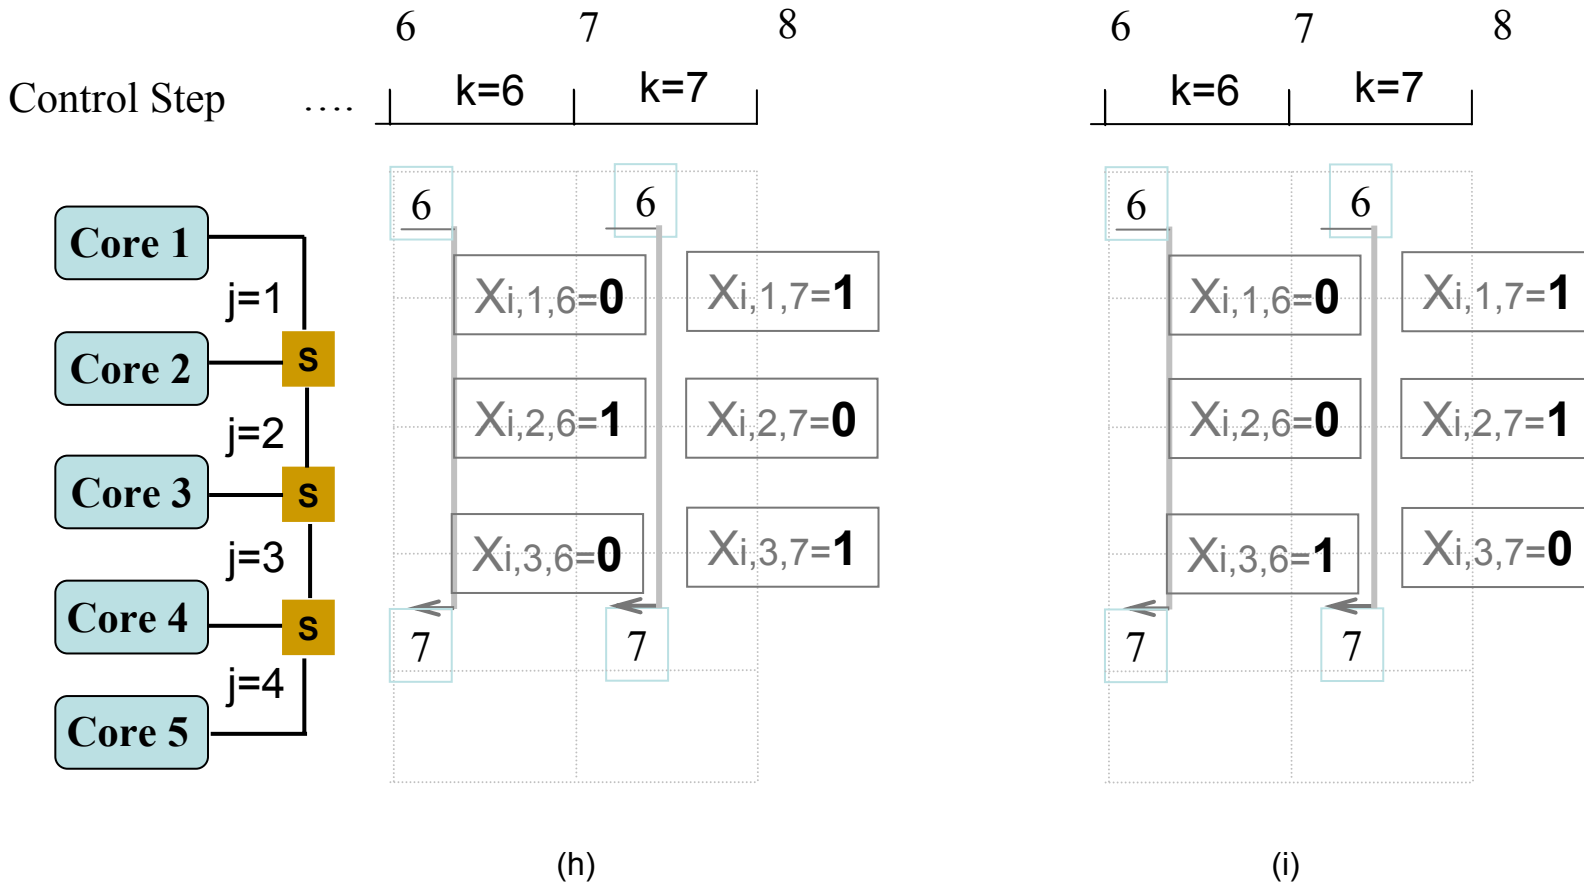 6 7 8 6 7 8
Control Step .... k=6 k=7 k=6 k=7
6 6 6 6
Core 1
j=1 Xi,1,6=0 Xi,1,7=1 Xi,1,6=0 Xi,1,7=1
Core 2 S
j=2 Xi,2,6=1 Xi,2,7=0 Xi,2,6=0 Xi,2,7=1
Core 3 S
j=3 Xi,3,6=0 Xi,3,7=1 Xi,3,6=1 Xi,3,7=0
Core 4 S
7 7 7 7
j=4
Core 5
(h) (i)